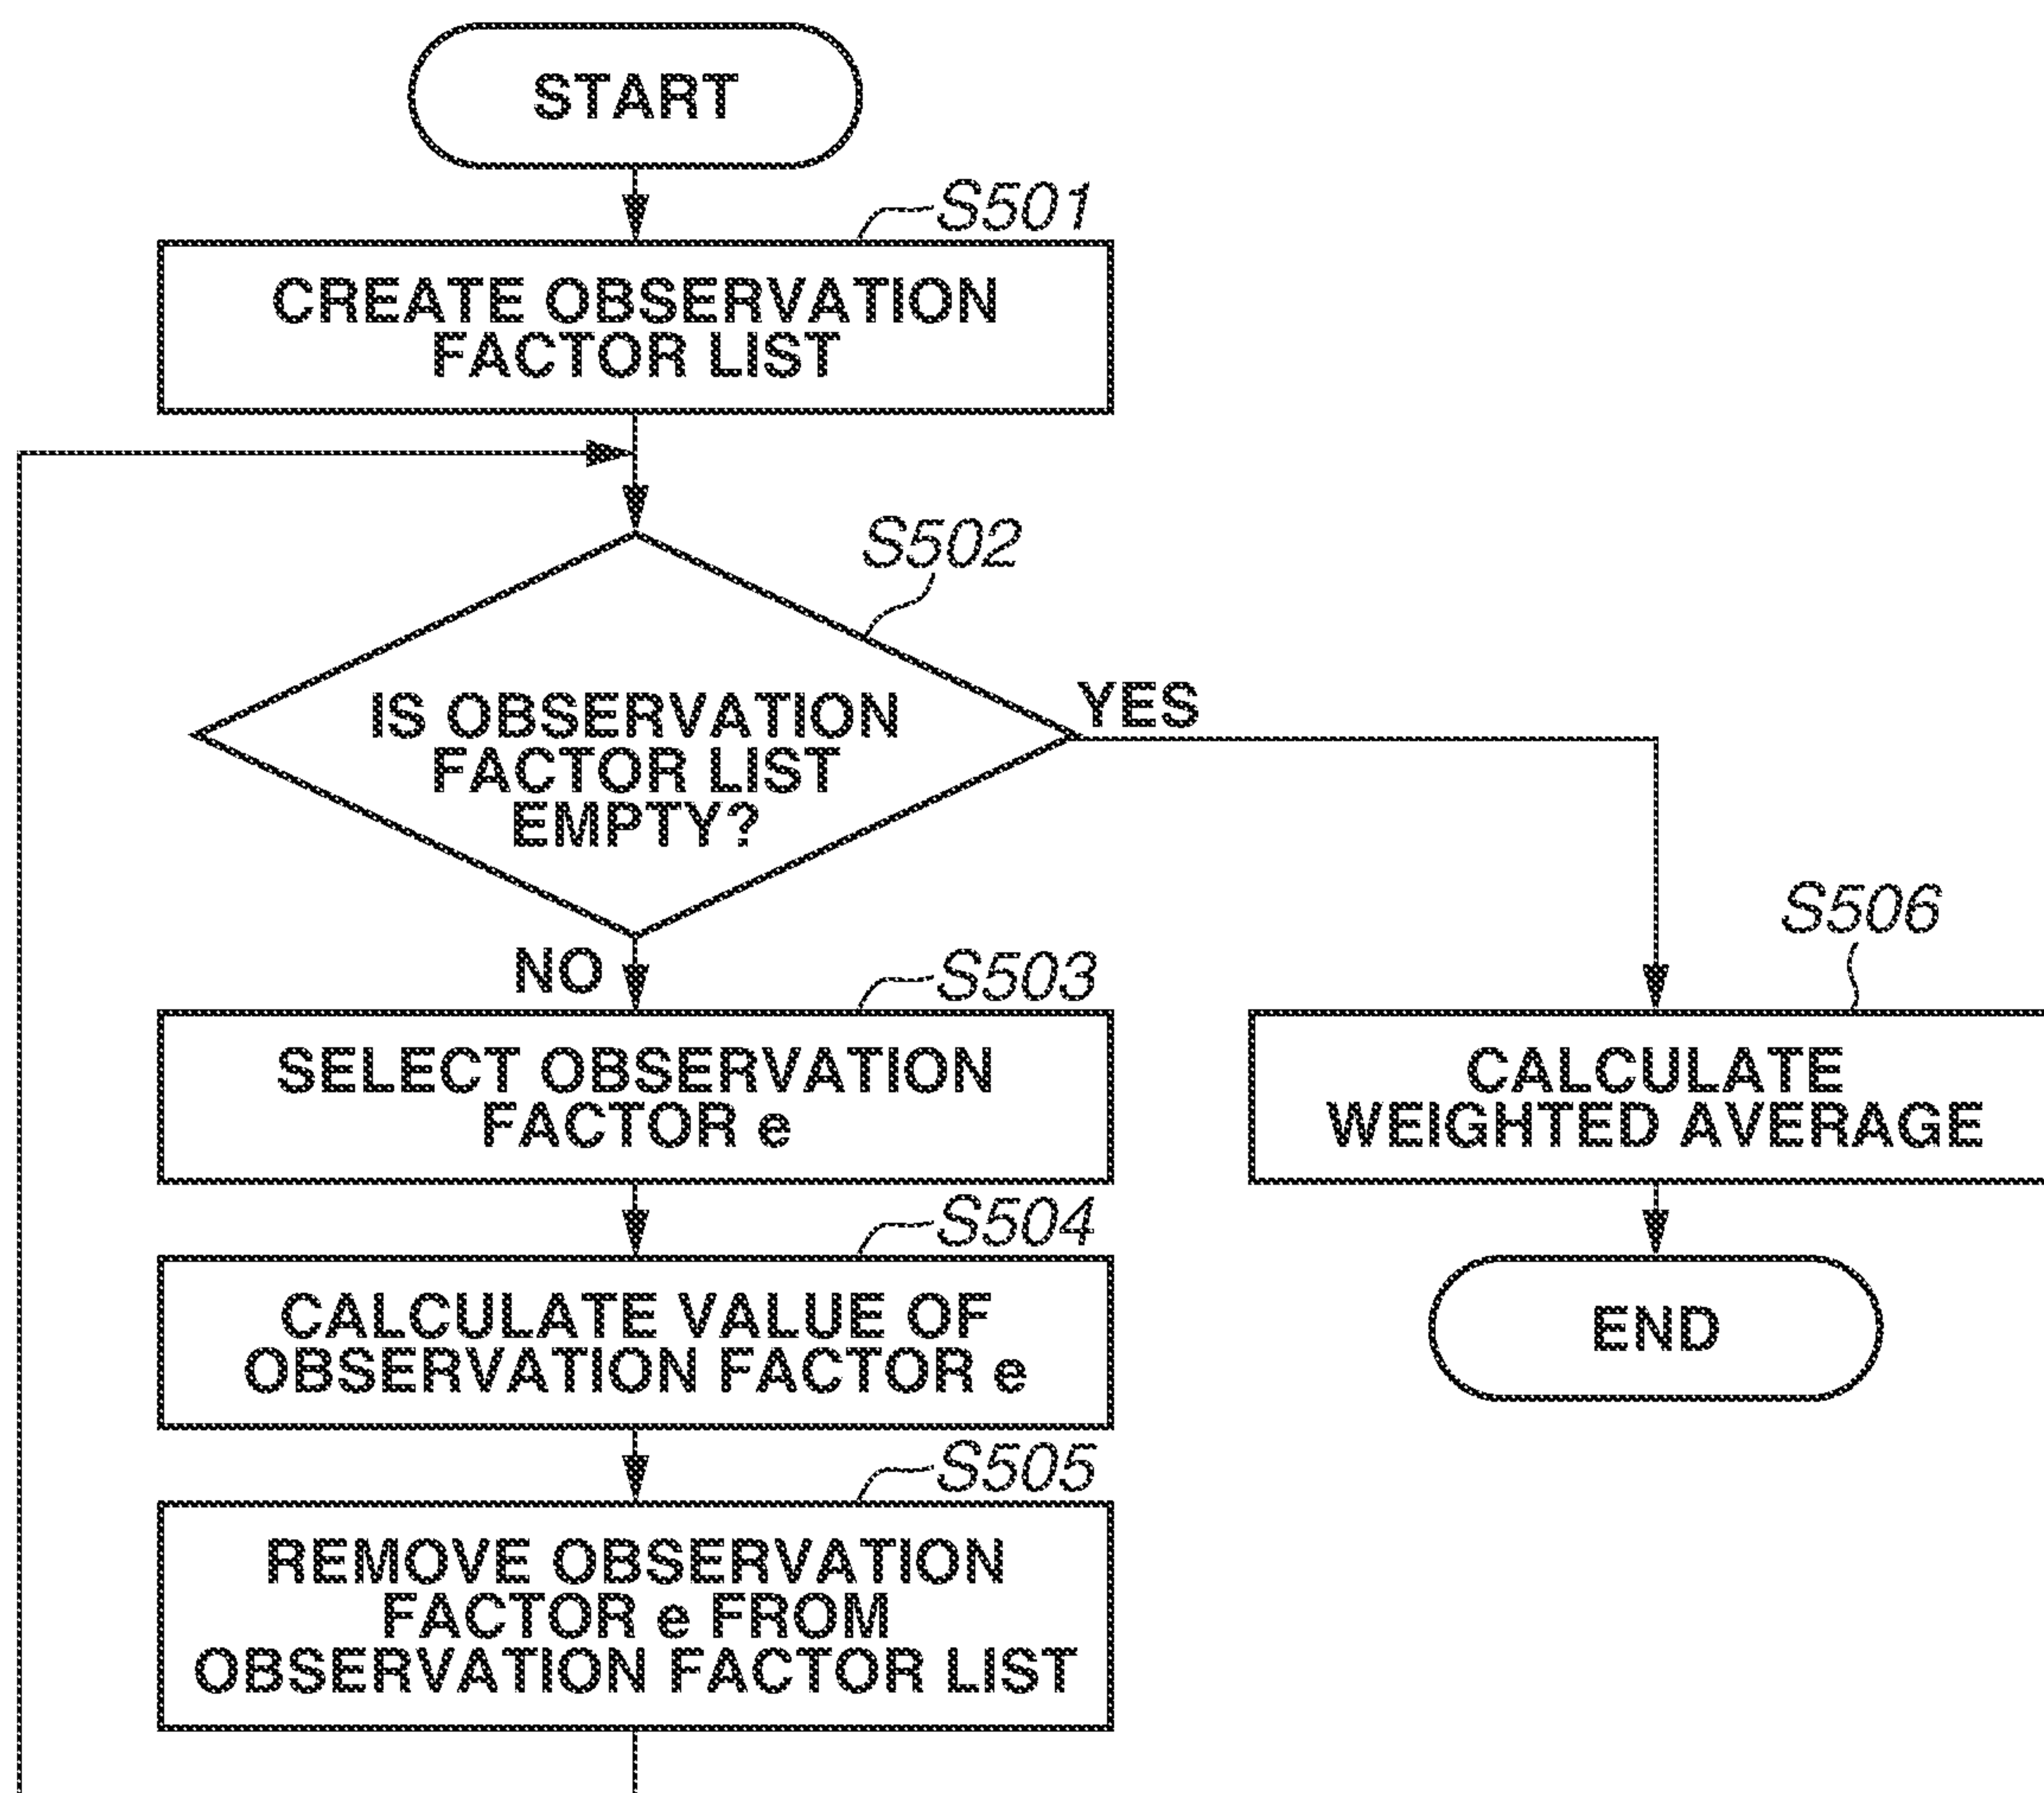 START
S501
CREATE OBSERVATION
FACTOR LIST
S502
IS OBSERVATION
FACTOR LIST
EMPTY?
YES
NO
S503
SELECT OBSERVATION
FACTOR e
S504
CALCULATE VALUE OF
OBSERVATION FACTOR e
S505
REMOVE OBSERVATION
FACTOR e FROM
OBSERVATION FACTOR LIST
S506
CALCULATE
WEIGHTED AVERAGE
END